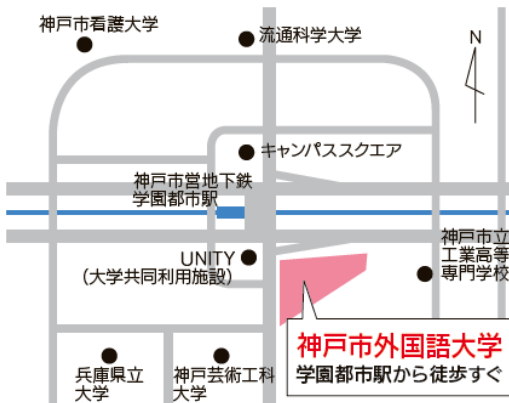 神戸市看護大学
流通科学大学
N
キャンパススクエア
神戸市営地下鉄
学園都市駅
神戸市立
工業高等
専門学校
UNITY
(大学共同利用施設)
神戸市外国語大学
学園都市駅から徒歩すぐ
兵庫県立
大学
神戸芸術工科
大学